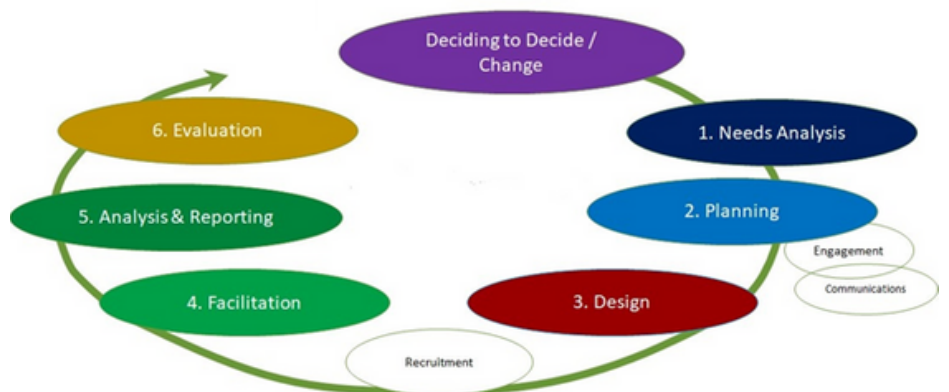 Deciding to Decide /
Change
1. Needs Analysis
2. Planning
Engagement
Communications
3. Design
Recruitment
4. Facilitation
5. Analysis & Reporting
6. Evaluation